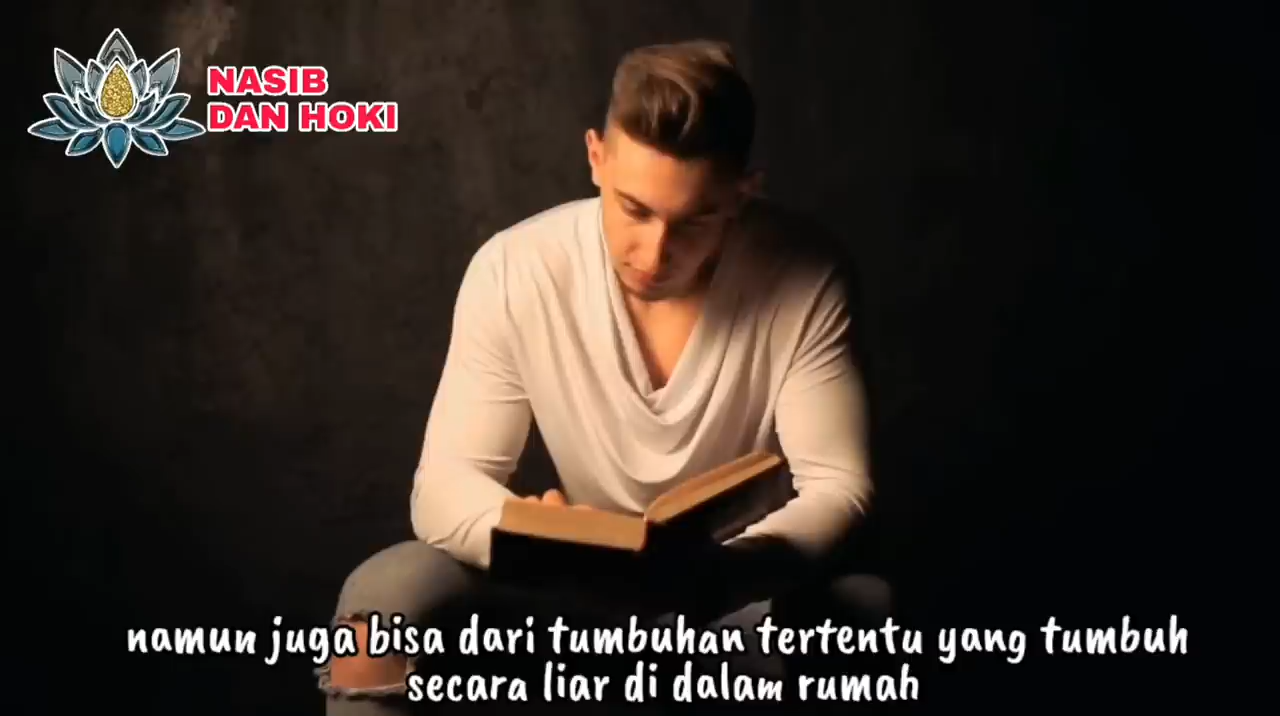 NASIB
DAN HOKI
namun juga bisa dari tumbuhan tertentu yang tumbuh
secara liar di dalam rumah